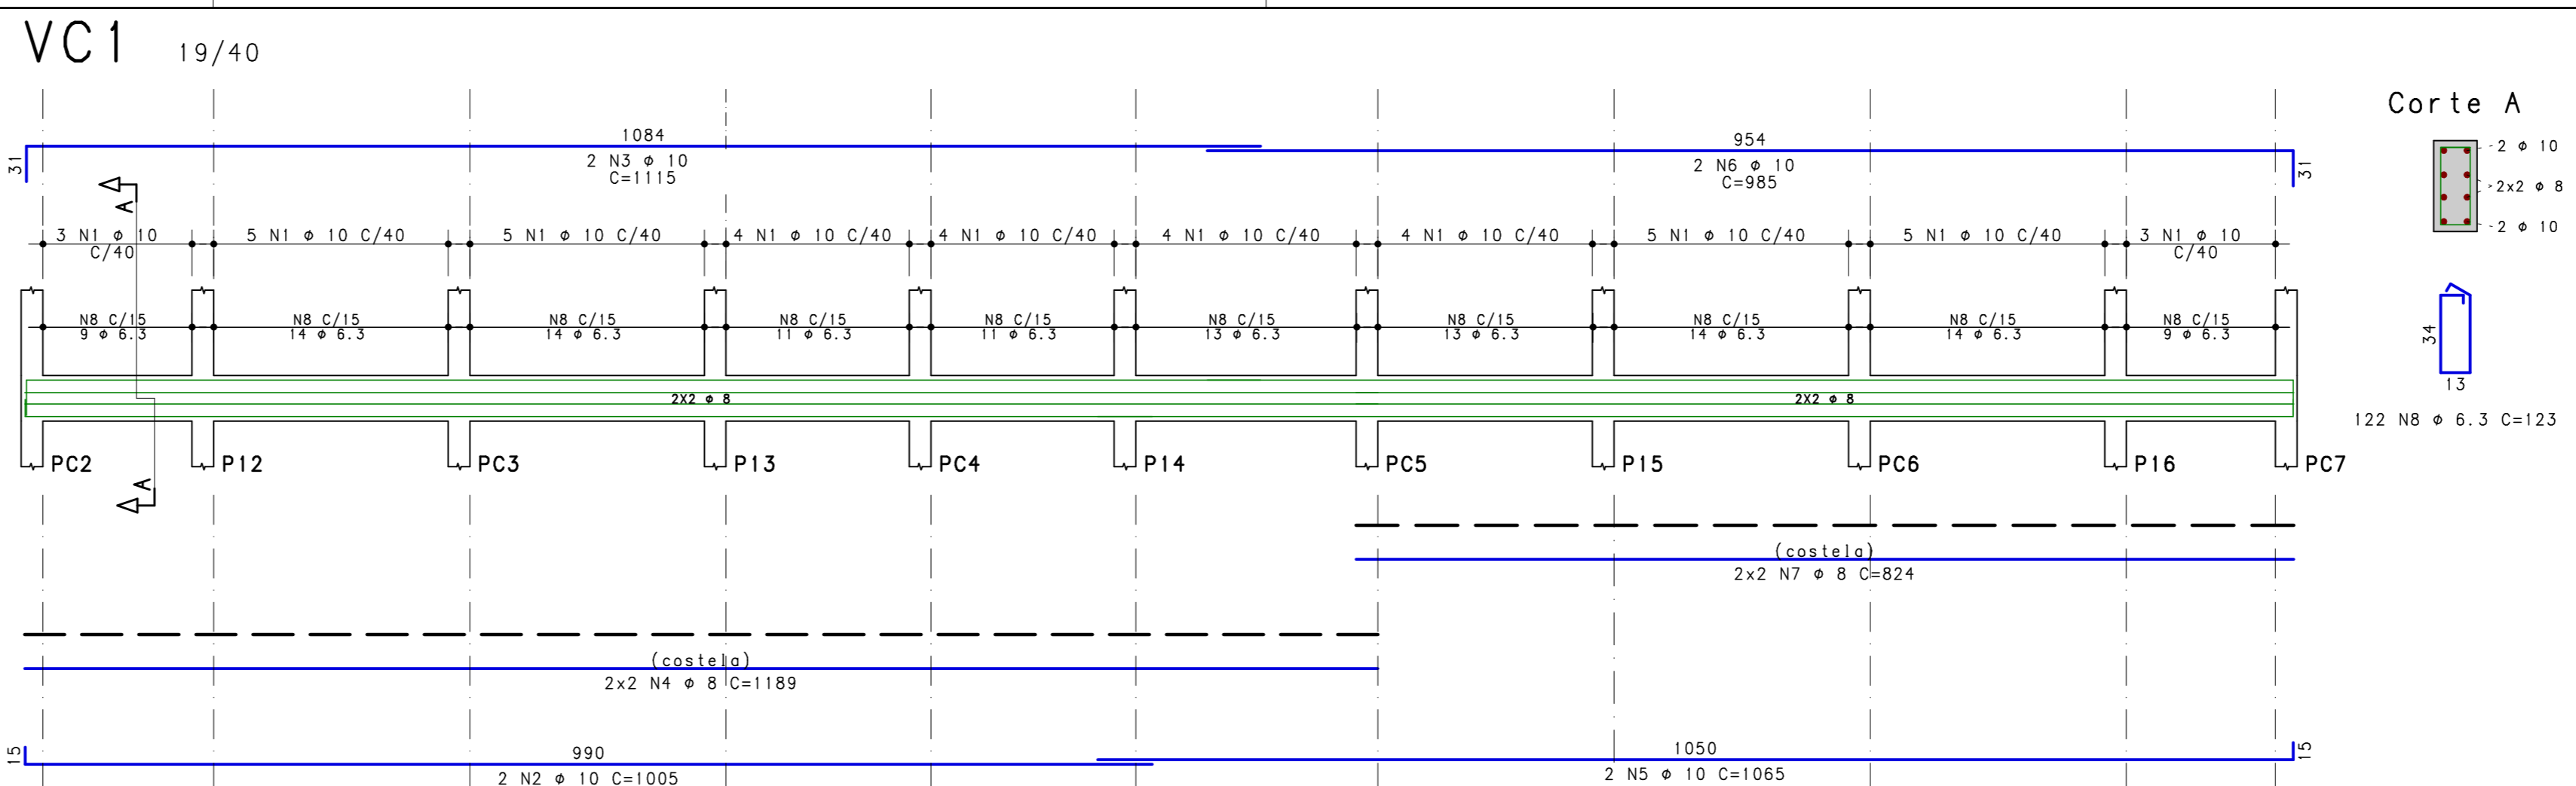 VC1 19/40
Corte A
1084
954
2 N3 ø 10
C=1115
2 N6 ø 10
C=985
31
31
2 ø 10
2x2 ø 8
2 ø 10
A
3 N1 ø 10
C/40
5 N1 ø 10 C/40
5 N1 ø 10 C/40
4 N1 ø 10 C/40
4 N1 ø 10 C/40
4 N1 ø 10 C/40
4 N1 ø 10 C/40
5 N1 ø 10 C/40
5 N1 ø 10 C/40
3 N1 ø 10
C/40
N8 C/15
9 ø 6.3
N8 C/15
14 ø 6.3
N8 C/15
14 ø 6.3
N8 C/15
11 ø 6.3
N8 C/15
11 ø 6.3
N8 C/15
13 ø 6.3
N8 C/15
13 ø 6.3
N8 C/15
14 ø 6.3
N8 C/15
14 ø 6.3
N8 C/15
9 ø 6.3
34
13
122 N8 ø 6.3 C=123
2X2 ø 8
2X2 ø 8
PC2
P12
PC3
P13
PC4
P14
PC5
P15
PC6
P16
PC7
A
(costela)
2x2 N7 ø 8 C=824
(costela)
2x2 N4 ø 8 C=1189
15
990
2 N2 ø 10 C=1005
1050
2 N5 ø 10 C=1065
15